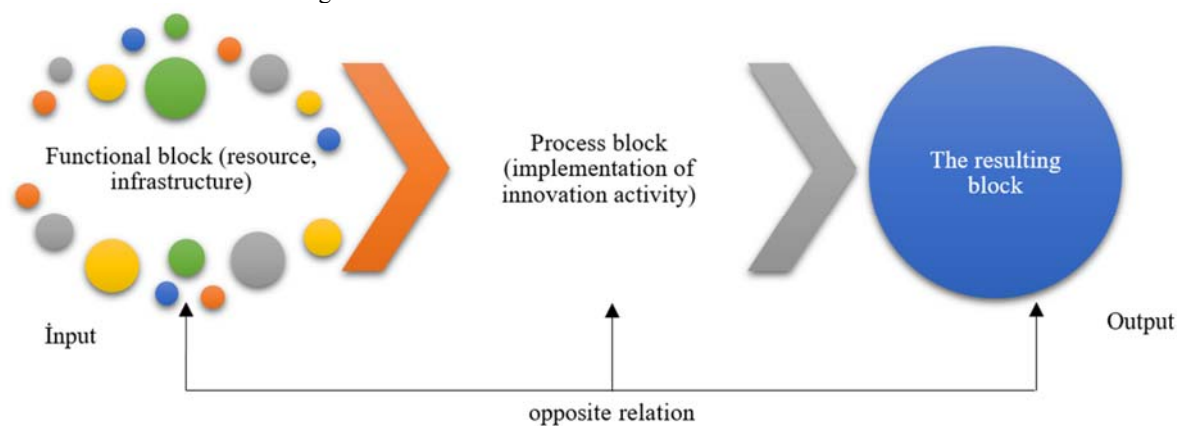 Functional block (resource,
infrastructure)
Process block
(implementation of
innovation activity)
The resulting
block
İnput
Output
opposite relation